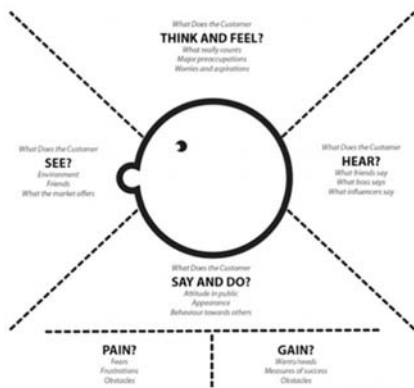 What Does the Customer
THINK AND FEEL?
What really counts
Major preoccupations
Worries and aspirations
What Does the Customer
SEE?
Environment
Friends
What the market offers
What Does the Customer
HEAR?
What friends say
What boss says
What influencers say
What Does the Customer
SAY AND DO?
Attitude in public
Appearance
Behaviour towards others
PAIN?
Fears
Frustrations
Obstacles
GAIN?
Wants/needs
Measures of success
Obstacles